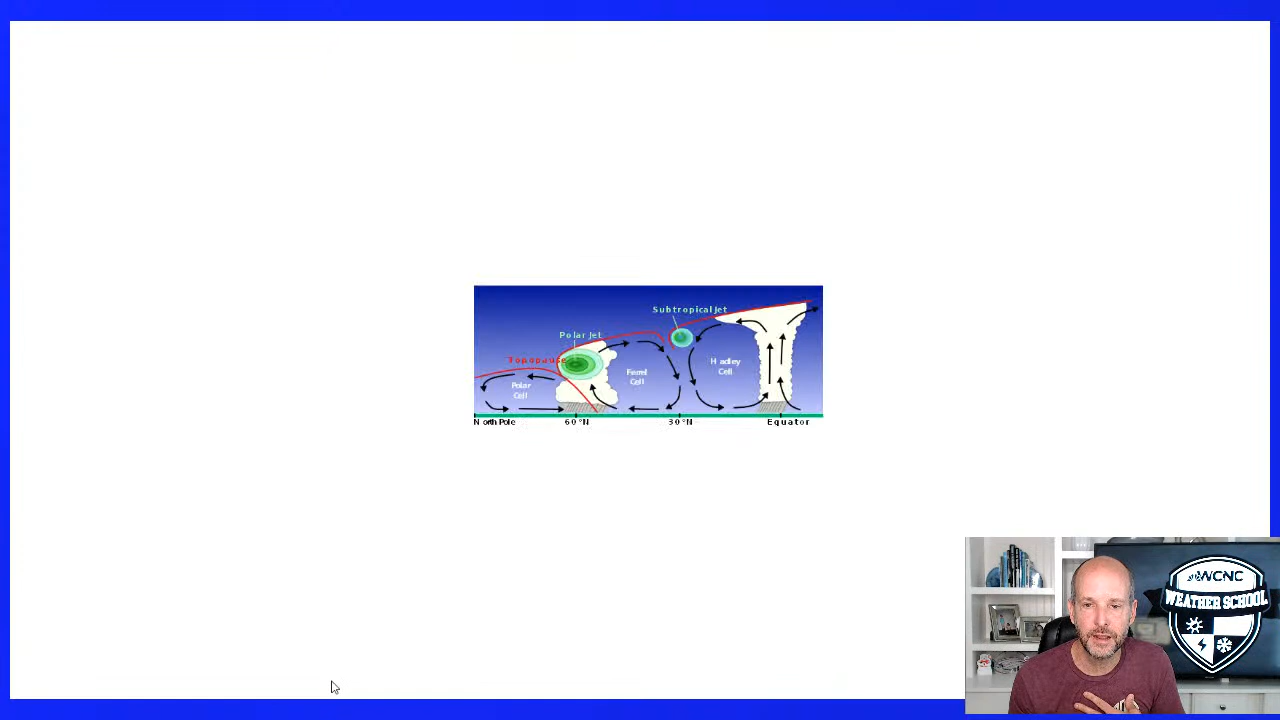 Subtropical Jet
Polar Jet
Tropopause
Hadley
Cell
Ferrel
Cell
Polar
Cell
North Pole
60°N
30°N
Equator
WCNC
WEATHER SCHOOL